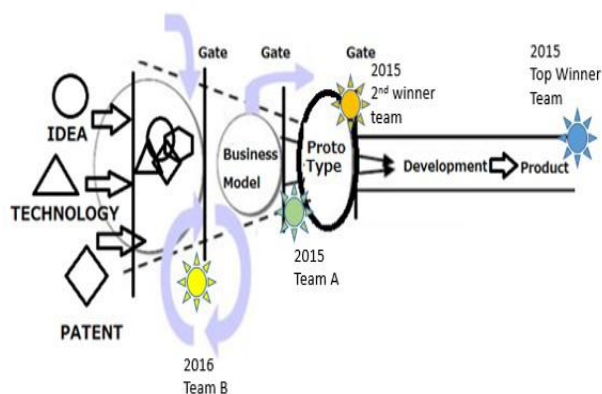 Gate
Gate
Gate
2015
2nd winner
team
2015
Top Winner
Team
IDEA
TECHNOLOGY
PATENT
Business
Model
Proto
Type
Development
Product
2015
Team A
2016
Team B